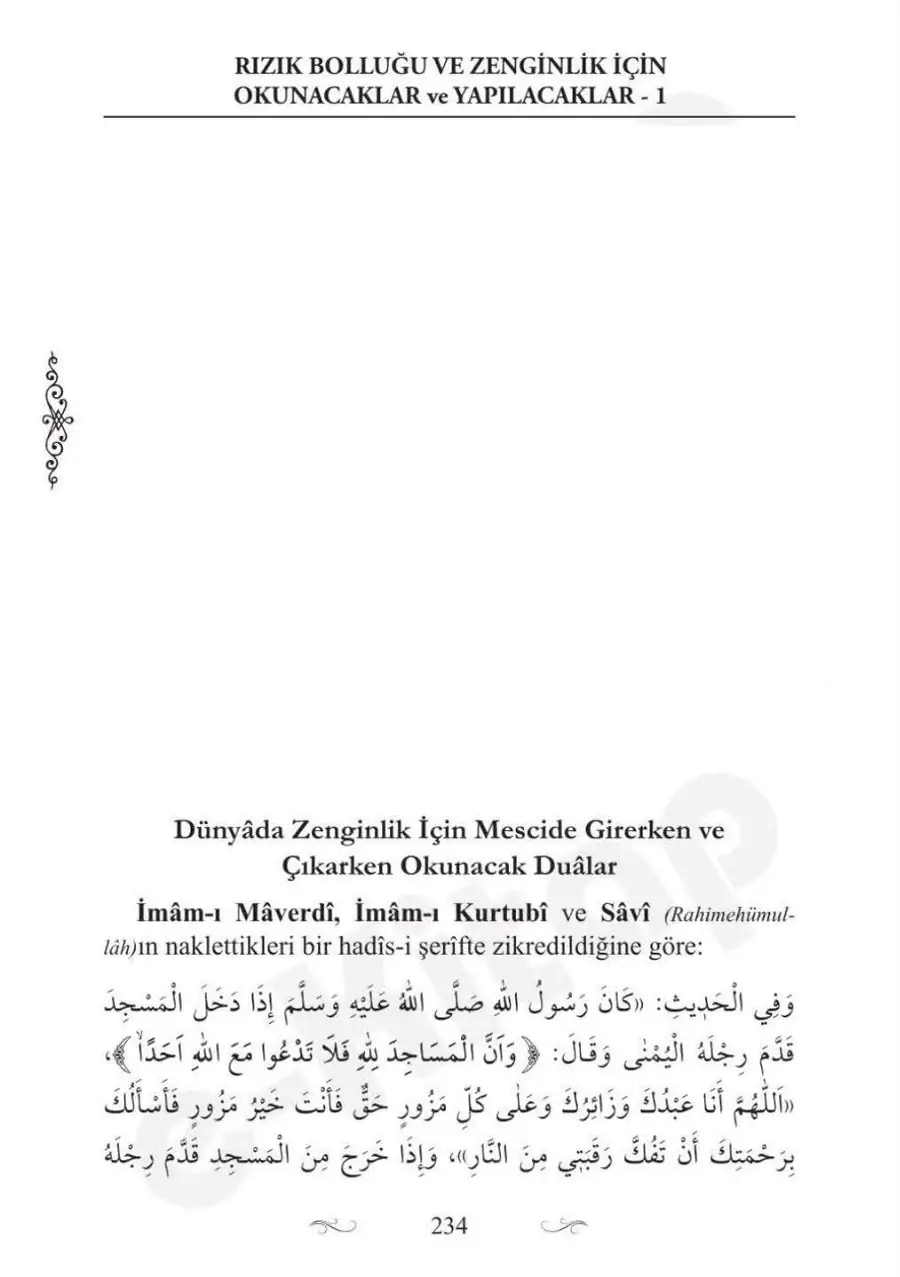 RIZIK BOLLUĞU VE ZENGİNLİK İÇİN
OKUNACAKLAR ve YAPILACAKLAR - 1
Dünyâda Zenginlik İçin Mescide Girerken ve
Çıkarken Okunacak Duâlar
İmâm-ı Mâverdî, İmâm-ı Kurtubî ve Sâvî (Rahimehümul-
lâh)ın naklettikleri bir hadîs-i şerîfte zikredildiğine göre:
وَفِي الْحَدِيثِ: «كَانَ رَسُولُ اللهِ صَلَّى اللهُ عَلَيْهِ وَسَلَّمَ إِذَا دَخَلَ الْمَسْجِدَ
قَدَّمَ رِجْلَهُ الْيُمْنٰى وَقَالَ: ﴿وَاَنَّ الْمَسَاجِدَ لِلّٰهِ فَلَا تَدْعُوا مَعَ اللهِ اَحَدًاۙ﴾،
«اَللّٰهُمَّ أَنَا عَبْدُكَ وَزَائِرُكَ وَعَلٰى كُلِّ مَزُورٍ حَقٌّ فَأَنْتَ خَيْرُ مَزُورٍ فَأَسْأَلُكَ
بِرَحْمَتِكَ أَنْ تَفُكَّ رَقَبَتِي مِنَ النَّارِ»، وَإِذَا خَرَجَ مِنَ الْمَسْجِدِ قَدَّمَ رِجْلَهُ
234
e-kitap